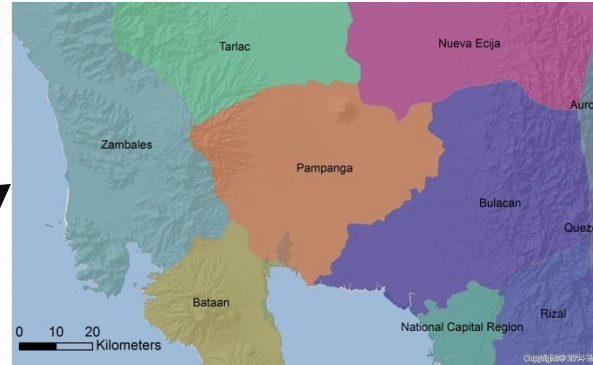 Tarlac
Nueva Ecija
Zambales
Pampanga
Bulacan
Bataan
National Capital Region
Rizal
0 10 20
Kilometers